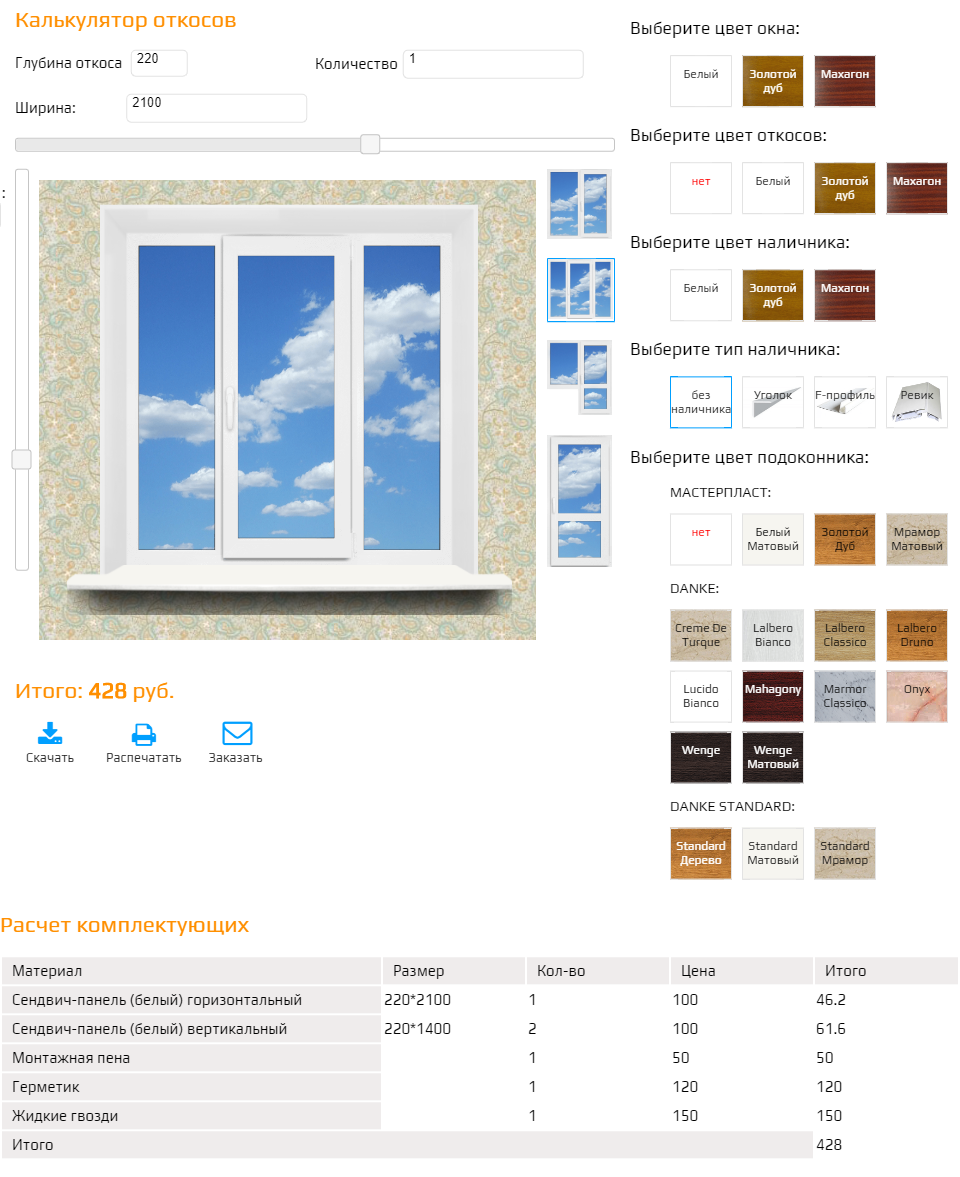 Калькулятор откосов
Глубина откоса 220 Количество 1
Ширина: 2100
:
Итого: 428 руб.
Скачать Распечатать Заказать
Выберите цвет окна:
Белый Золотой дуб Махагон
Выберите цвет откосов:
нет Белый Золотой дуб Махагон
Выберите цвет наличника:
Белый Золотой дуб Махагон
Выберите тип наличника:
без наличника Уголок F-профиль Ревик
Выберите цвет подоконника:
МАСТЕРПЛАСТ:
нет Белый Матовый Золотой Дуб Мрамор Матовый
DANKE:
Creme De Turque Lalbero Bianco Lalbero Classico Lalbero Druno
Lucido Bianco Mahagony Marmor Classico Onyx
Wenge Wenge Матовый
DANKE STANDARD:
Standard Дерево Standard Матовый Standard Мрамор
Расчет комплектующих
Материал Размер Кол-во Цена Итого
Сендвич-панель (белый) горизонтальный 220*2100 1 100 46.2
Сендвич-панель (белый) вертикальный 220*1400 2 100 61.6
Монтажная пена 1 50 50
Герметик 1 120 120
Жидкие гвозди 1 150 150
Итого 428